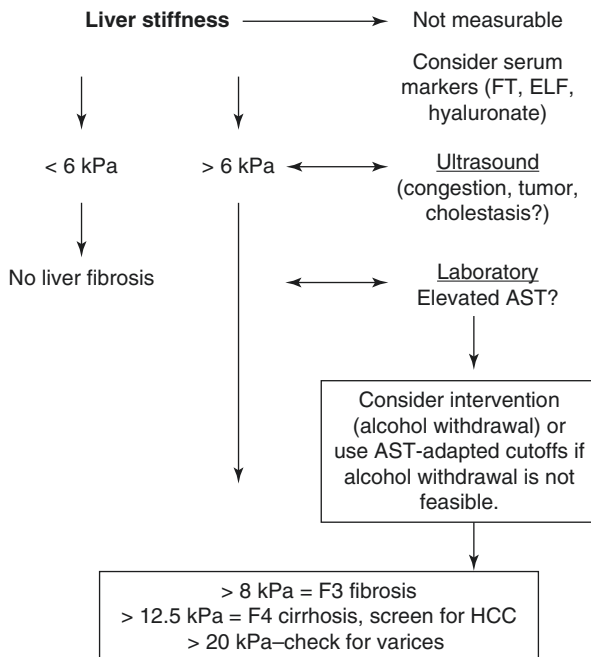 Liver stiffness
Not measurable
Consider serum
markers (FT, ELF,
hyaluronate)
< 6 kPa
> 6 kPa
Ultrasound
(congestion, tumor,
cholestasis?)
No liver fibrosis
Laboratory
Elevated AST?
Consider intervention
(alcohol withdrawal) or
use AST-adapted cutoffs if
alcohol withdrawal is not
feasible.
> 8 kPa = F3 fibrosis
> 12.5 kPa = F4 cirrhosis, screen for HCC
> 20 kPa–check for varices